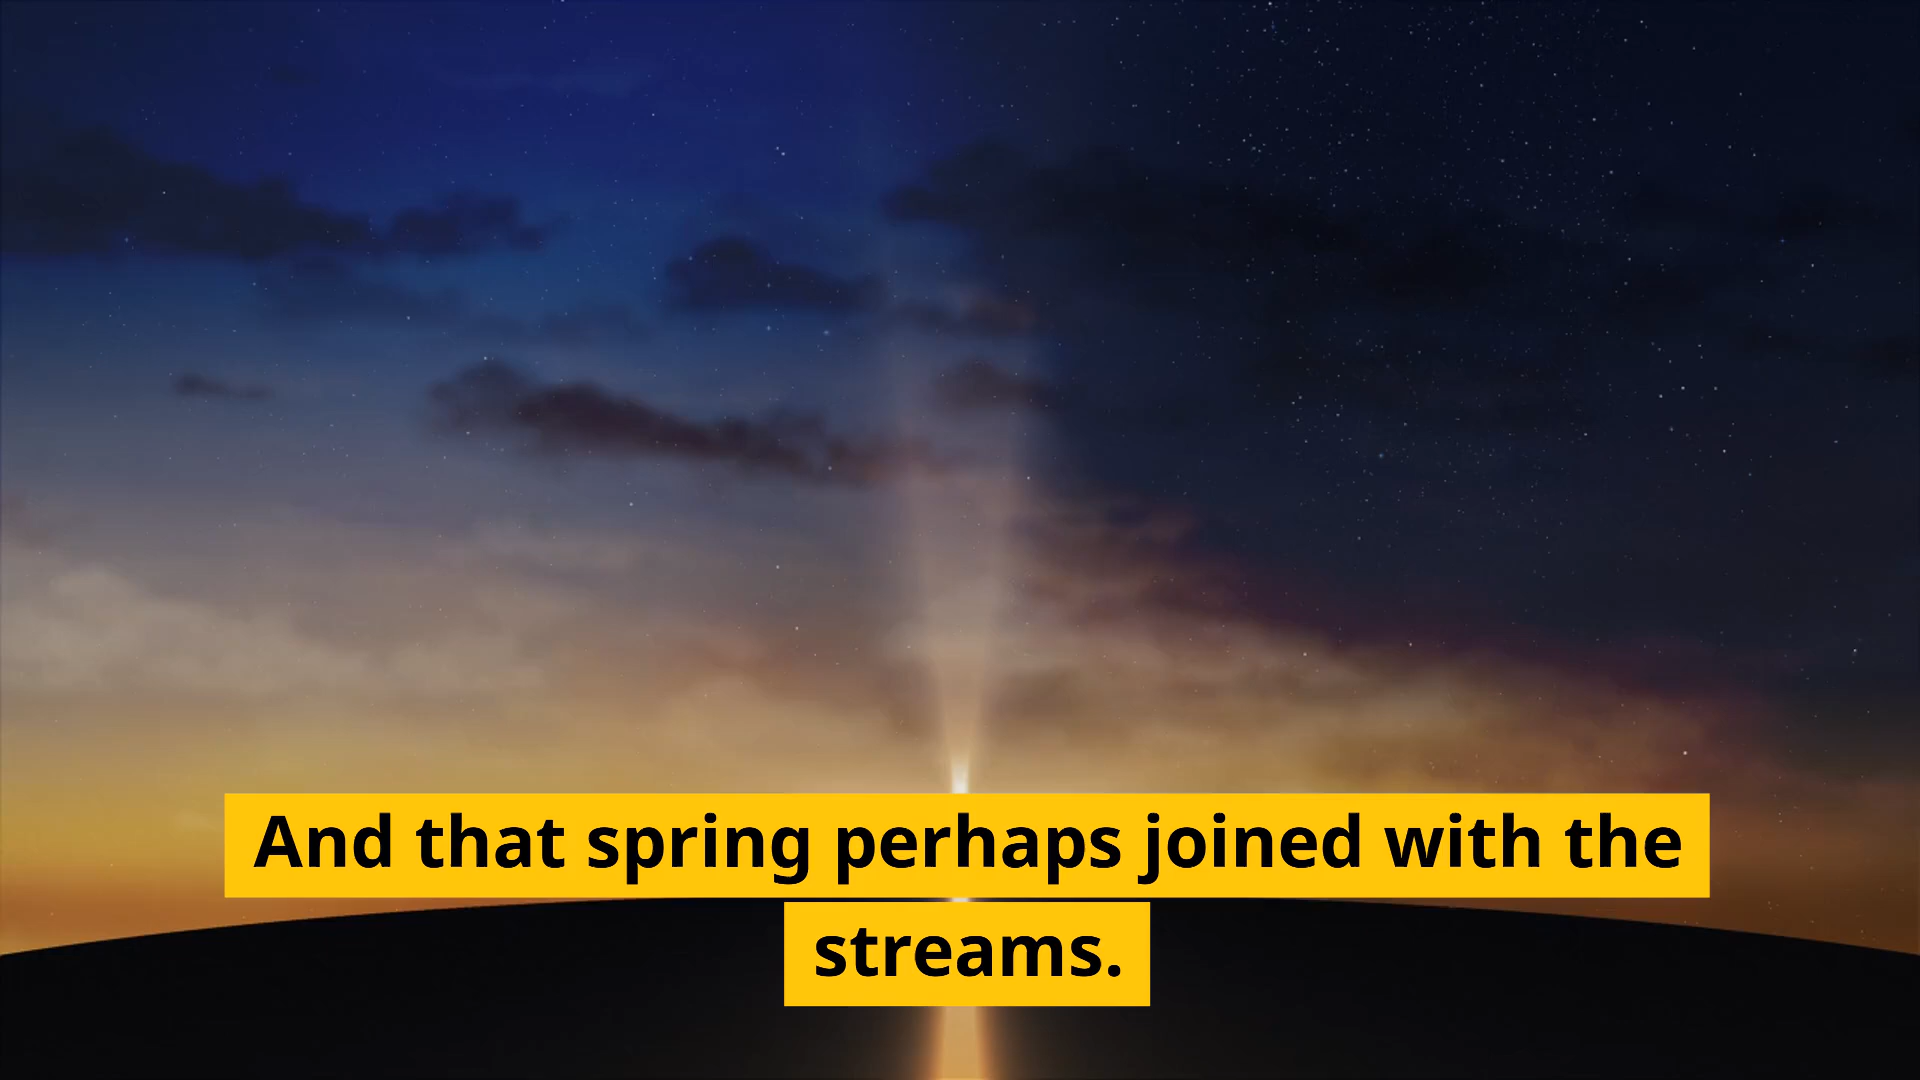 And that spring perhaps joined with the
streams.